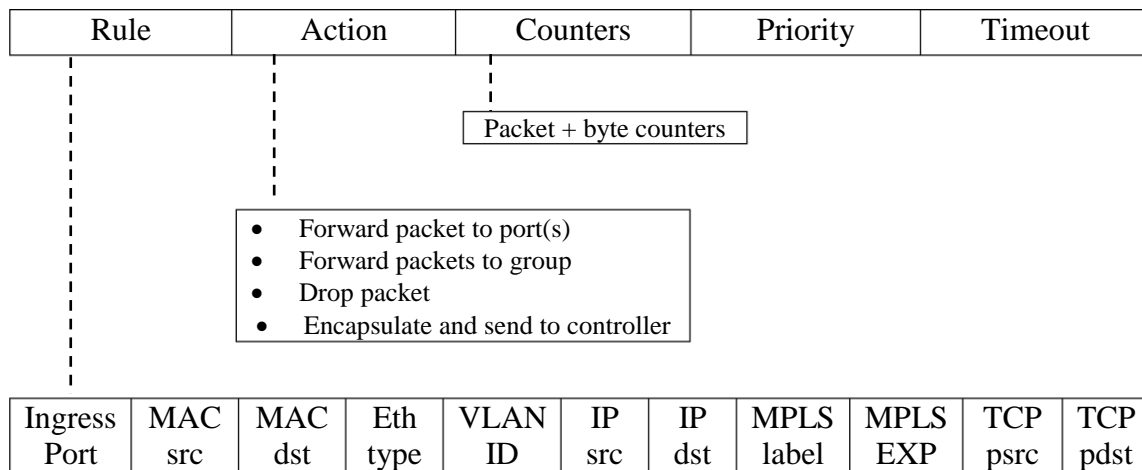 Rule Action Counters Priority Timeout
Packet + byte counters
• Forward packet to port(s)
• Forward packets to group
• Drop packet
• Encapsulate and send to controller
Ingress MAC MAC Eth VLAN IP IP MPLS MPLS TCP TCP
Port src dst type ID src dst label EXP psrc pdst